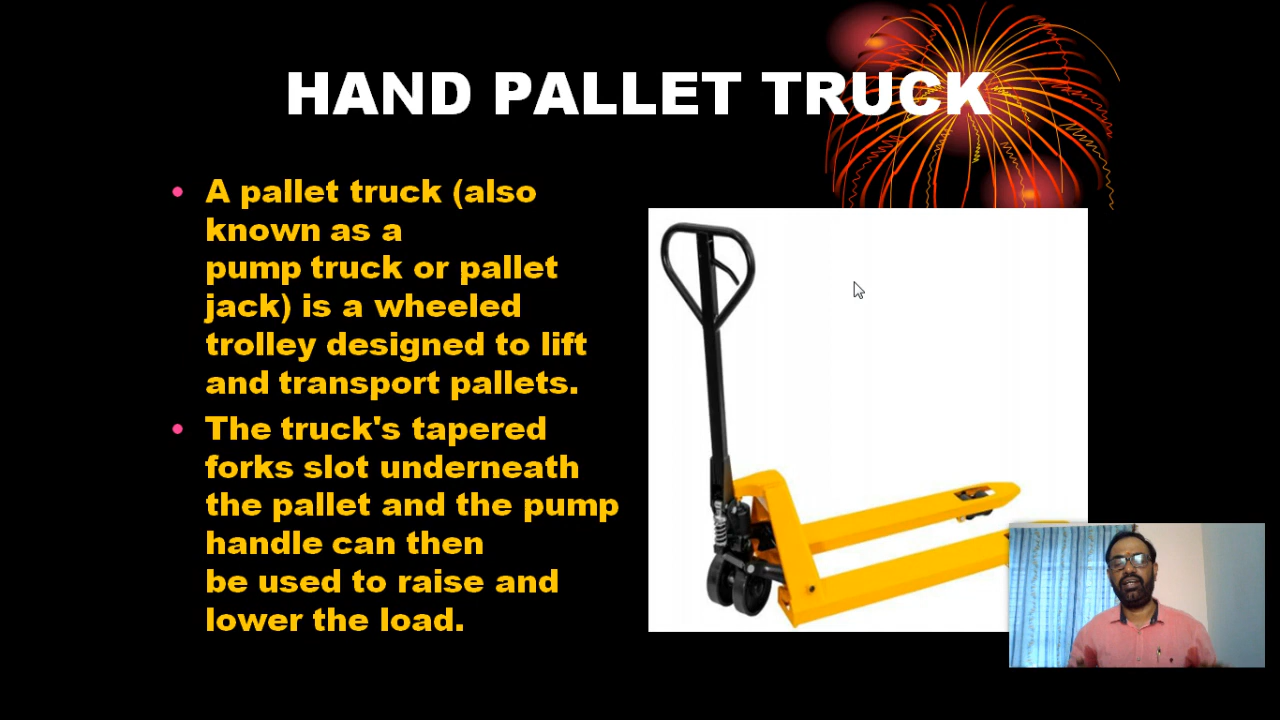 HAND PALLET TRUCK
• A pallet truck (also
known as a
pump truck or pallet
jack) is a wheeled
trolley designed to lift
and transport pallets.
• The truck's tapered
forks slot underneath
the pallet and the pump
handle can then
be used to raise and
lower the load.